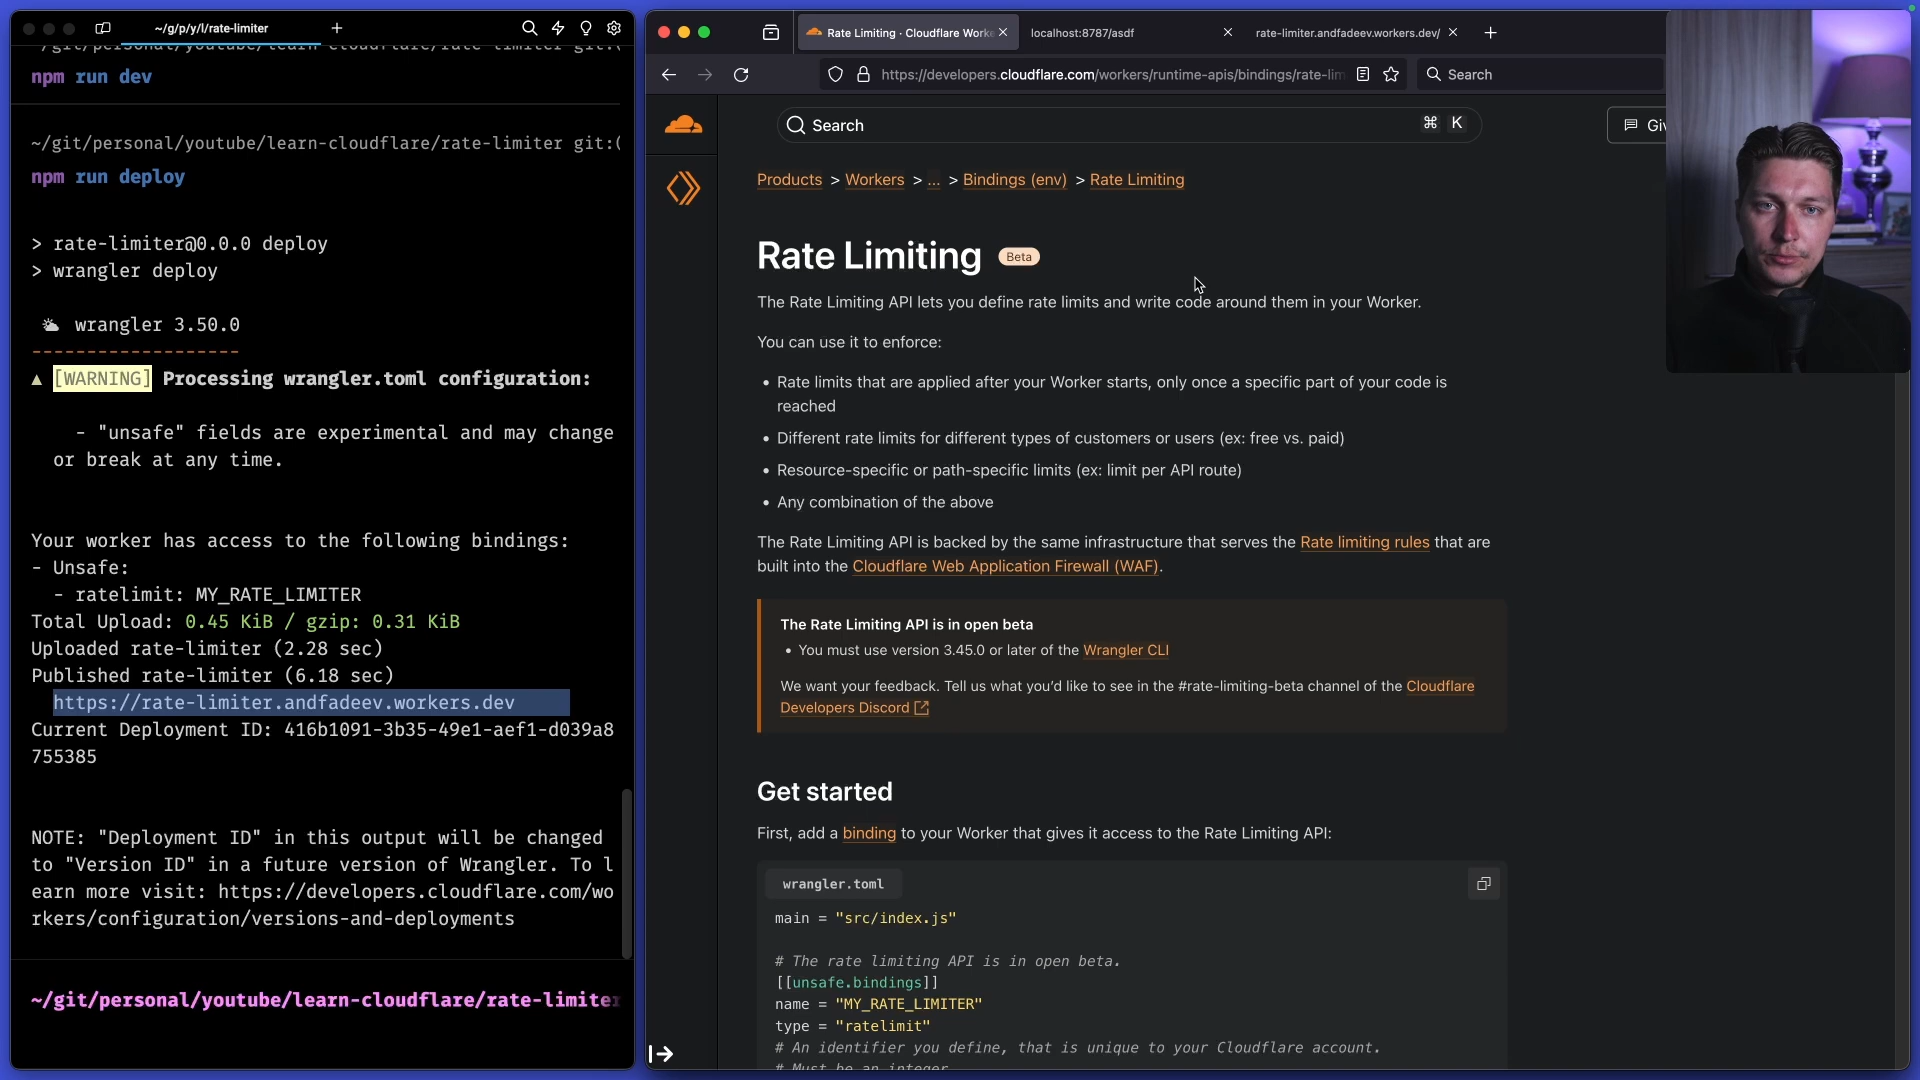 ~/g/p/y/l/rate-limiter
npm run dev
~/git/personal/youtube/learn-cloudflare/rate-limiter git:(
npm run deploy
> rate-limiter@0.0.0 deploy
> wrangler deploy
wrangler 3.50.0
-------------------
▲ [WARNING] Processing wrangler.toml configuration:
- "unsafe" fields are experimental and may change
or break at any time.
Your worker has access to the following bindings:
- Unsafe:
- ratelimit: MY_RATE_LIMITER
Total Upload: 0.45 KiB / gzip: 0.31 KiB
Uploaded rate-limiter (2.28 sec)
Published rate-limiter (6.18 sec)
https://rate-limiter.andfadeev.workers.dev
Current Deployment ID: 416b1091-3b35-49e1-aef1-d039a8
755385
NOTE: "Deployment ID" in this output will be changed
to "Version ID" in a future version of Wrangler. To l
earn more visit: https://developers.cloudflare.com/wo
rkers/configuration/versions-and-deployments
~/git/personal/youtube/learn-cloudflare/rate-limiter
Rate Limiting · Cloudflare Worke
localhost:8787/asdf
rate-limiter.andfadeev.workers.dev/
https://developers.cloudflare.com/workers/runtime-apis/bindings/rate-lim
Search
Search
⌘ K
Giv
Products > Workers > ... > Bindings (env) > Rate Limiting
Rate Limiting Beta
The Rate Limiting API lets you define rate limits and write code around them in your Worker.
You can use it to enforce:
• Rate limits that are applied after your Worker starts, only once a specific part of your code is
reached
• Different rate limits for different types of customers or users (ex: free vs. paid)
• Resource-specific or path-specific limits (ex: limit per API route)
• Any combination of the above
The Rate Limiting API is backed by the same infrastructure that serves the Rate limiting rules that are
built into the Cloudflare Web Application Firewall (WAF).
The Rate Limiting API is in open beta
• You must use version 3.45.0 or later of the Wrangler CLI
We want your feedback. Tell us what you'd like to see in the #rate-limiting-beta channel of the Cloudflare
Developers Discord
Get started
First, add a binding to your Worker that gives it access to the Rate Limiting API:
wrangler.toml
main = "src/index.js"
# The rate limiting API is in open beta.
[[unsafe.bindings]]
name = "MY_RATE_LIMITER"
type = "ratelimit"
# An identifier you define, that is unique to your Cloudflare account.
# Must be an integer